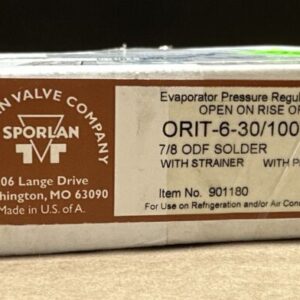 N VALVE COMPANY
SPORLAN
06 Lange Drive
hington, MO 63090
Made in U.S. of A.
Evaporator Pressure Regul
OPEN ON RISE OF
ORIT-6-30/100
7/8 ODF SOLDER
WITH STRAINER WITH P
Item No. 901180
For Use on Refrigeration and/or Air Condi